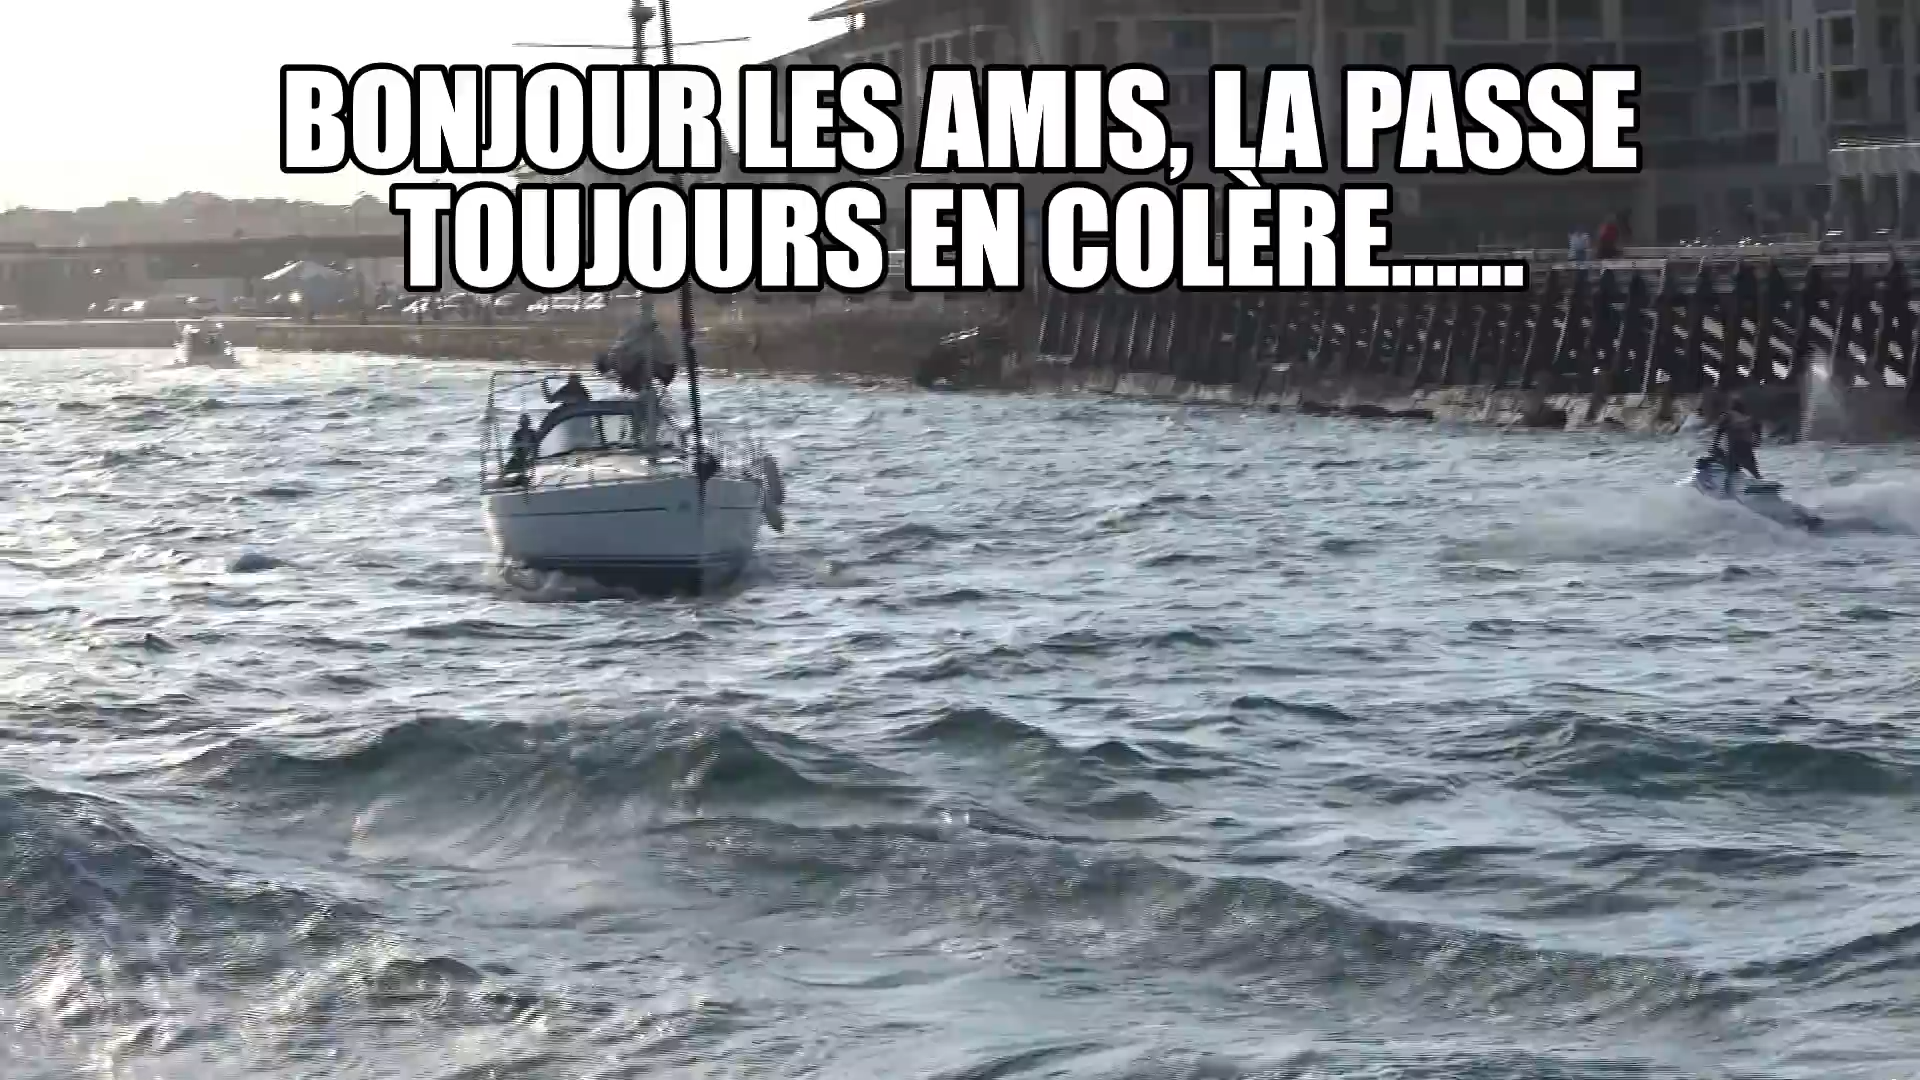 BONJOUR LES AMIS, LA PASSE
TOUJOURS EN COLÈRE......